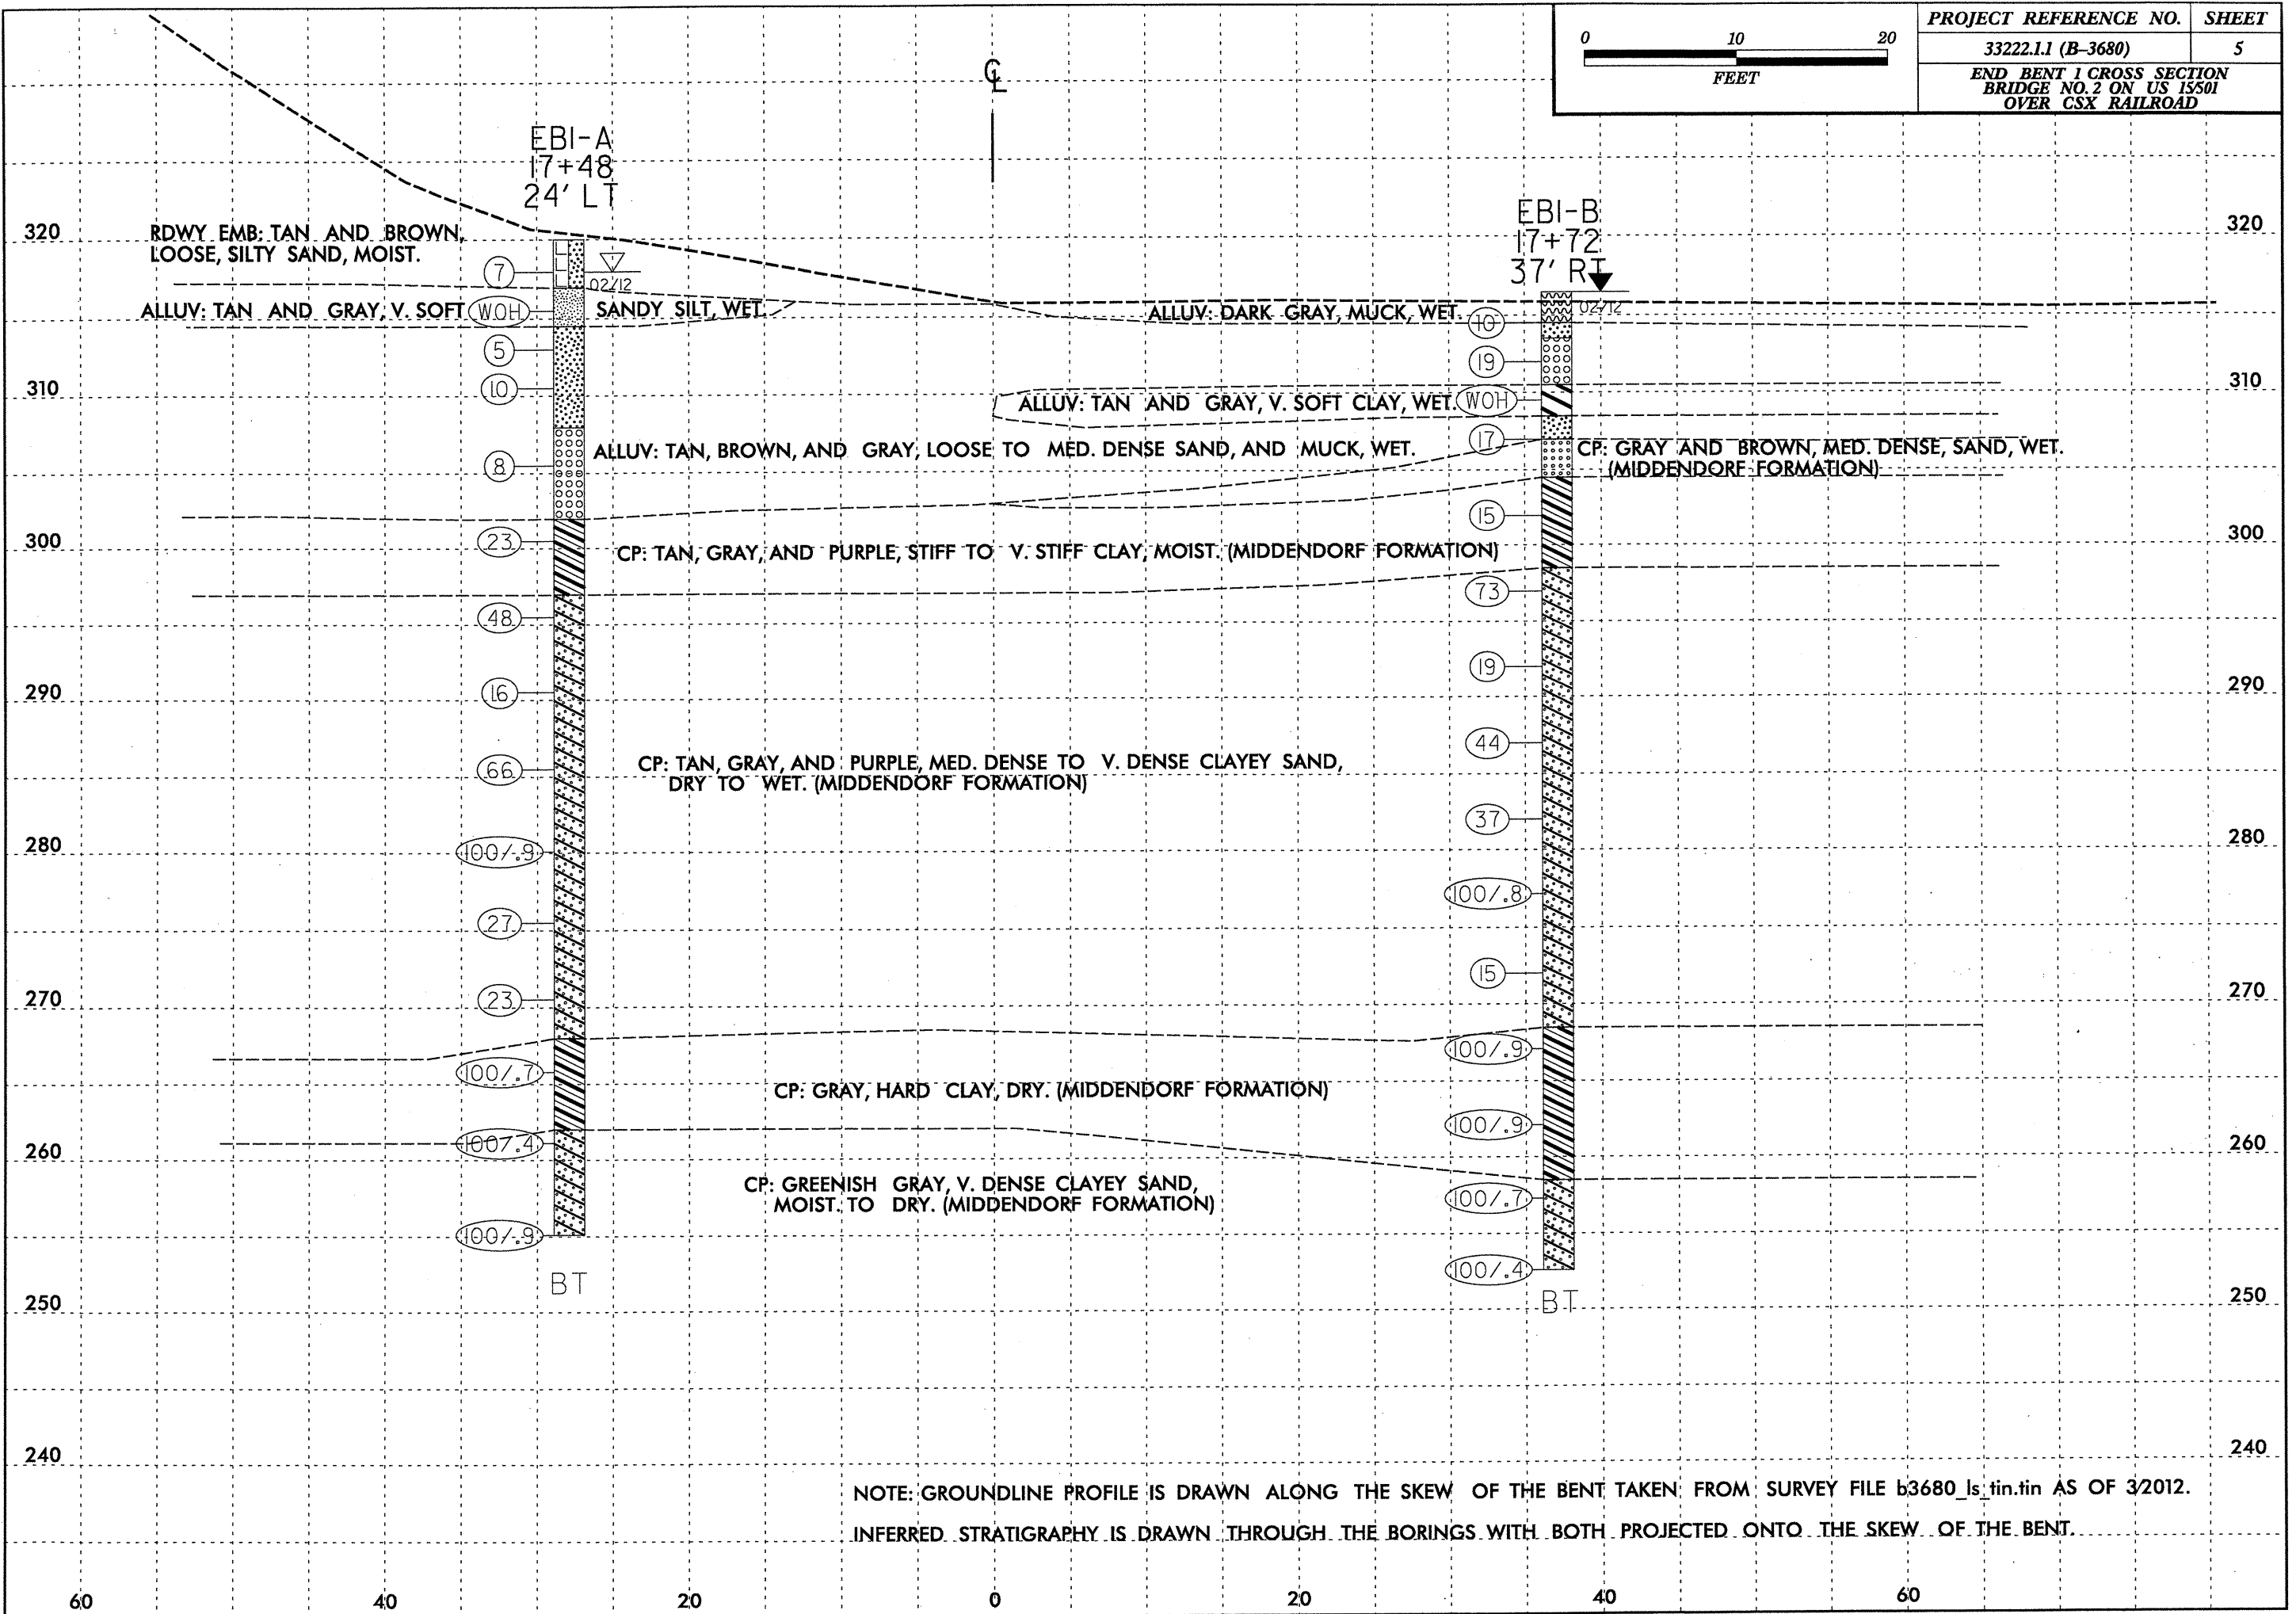 PROJECT REFERENCE NO. SHEET
33222.1.1 (B-3680) 5
END BENT 1 CROSS SECTION
BRIDGE NO. 2 ON US 15/501
OVER CSX RAILROAD
0 10 20
FEET
CL
EB1-A
17+48
24' LT
EB1-B
17+72
37' RT
320 320
RDWY EMB: TAN AND BROWN,
LOOSE, SILTY SAND, MOIST.
7
02/12
02/12
ALLUV: TAN AND GRAY, V. SOFT WOH SANDY SILT, WET.
ALLUV: DARK GRAY, MUCK, WET. 10
5
19
310 10 310
ALLUV: TAN AND GRAY, V. SOFT CLAY, WET. WOH
17
ALLUV: TAN, BROWN, AND GRAY, LOOSE TO MED. DENSE SAND, AND MUCK, WET.
CP: GRAY AND BROWN, MED. DENSE, SAND, WET.
(MIDDENDORF FORMATION)
8
15
300 23 300
CP: TAN, GRAY, AND PURPLE, STIFF TO V. STIFF CLAY, MOIST. (MIDDENDORF FORMATION)
73
48
19
290 16 290
44
66
CP: TAN, GRAY, AND PURPLE, MED. DENSE TO V. DENSE CLAYEY SAND,
DRY TO WET. (MIDDENDORF FORMATION)
37
280 100/.9 280
100/.8
27
15
270 23 270
100/.9
100/.7
CP: GRAY, HARD CLAY, DRY. (MIDDENDORF FORMATION)
100/.9
260 100/.4 260
CP: GREENISH GRAY, V. DENSE CLAYEY SAND,
MOIST. TO DRY. (MIDDENDORF FORMATION)
100/.7
100/.9
100/.4
BT
BT
250 250
240 240
NOTE: GROUNDLINE PROFILE IS DRAWN ALONG THE SKEW OF THE BENT TAKEN FROM SURVEY FILE b3680_ls_tin.tin AS OF 3/2012.
INFERRED STRATIGRAPHY IS DRAWN THROUGH THE BORINGS WITH BOTH PROJECTED ONTO THE SKEW OF THE BENT.
60 40 20 0 20 40 60